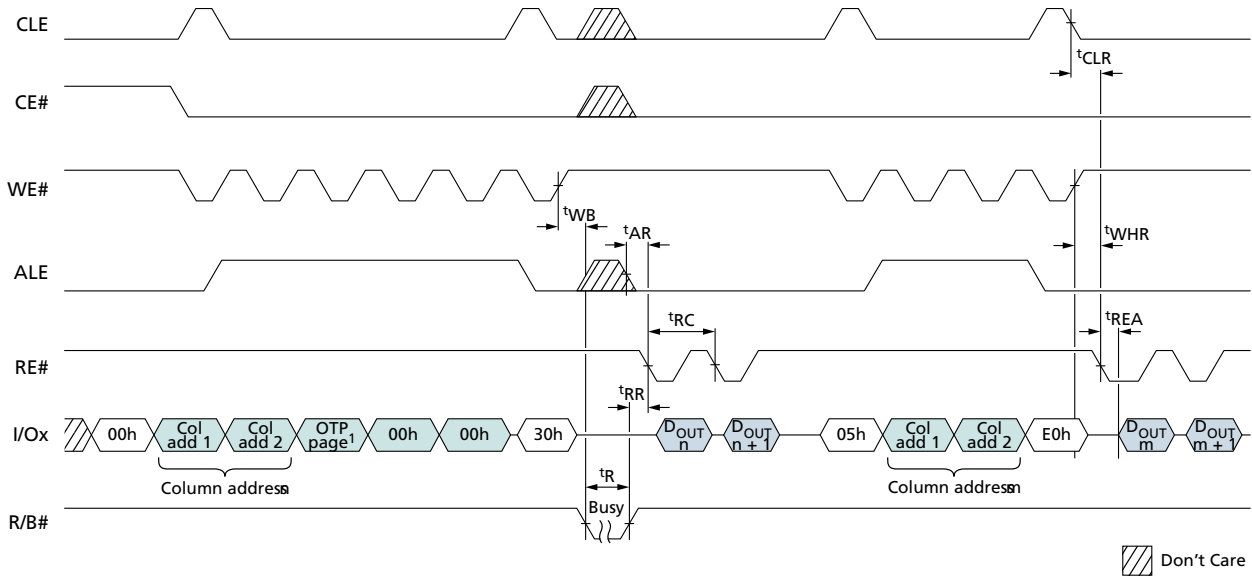 CLE
tCLR
CE#
WE#
tWB
tAR
tWHR
ALE
tRC
tREA
RE#
tRR
I/Ox
00h
Col add 1
Col add 2
OTP page1
00h
00h
30h
DOUT n
DOUT n + 1
05h
Col add 1
Col add 2
E0h
DOUT m
DOUT m + 1
Column address n
tR
Column address m
Busy
R/B#
Don't Care